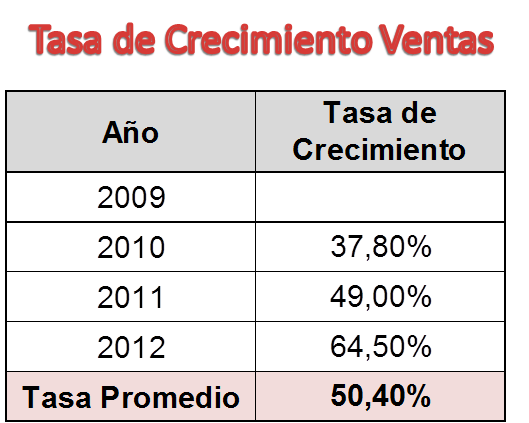 Tasa de Crecimiento Ventas
Año Tasa de Crecimiento
2009
2010 37,80%
2011 49,00%
2012 64,50%
Tasa Promedio 50,40%